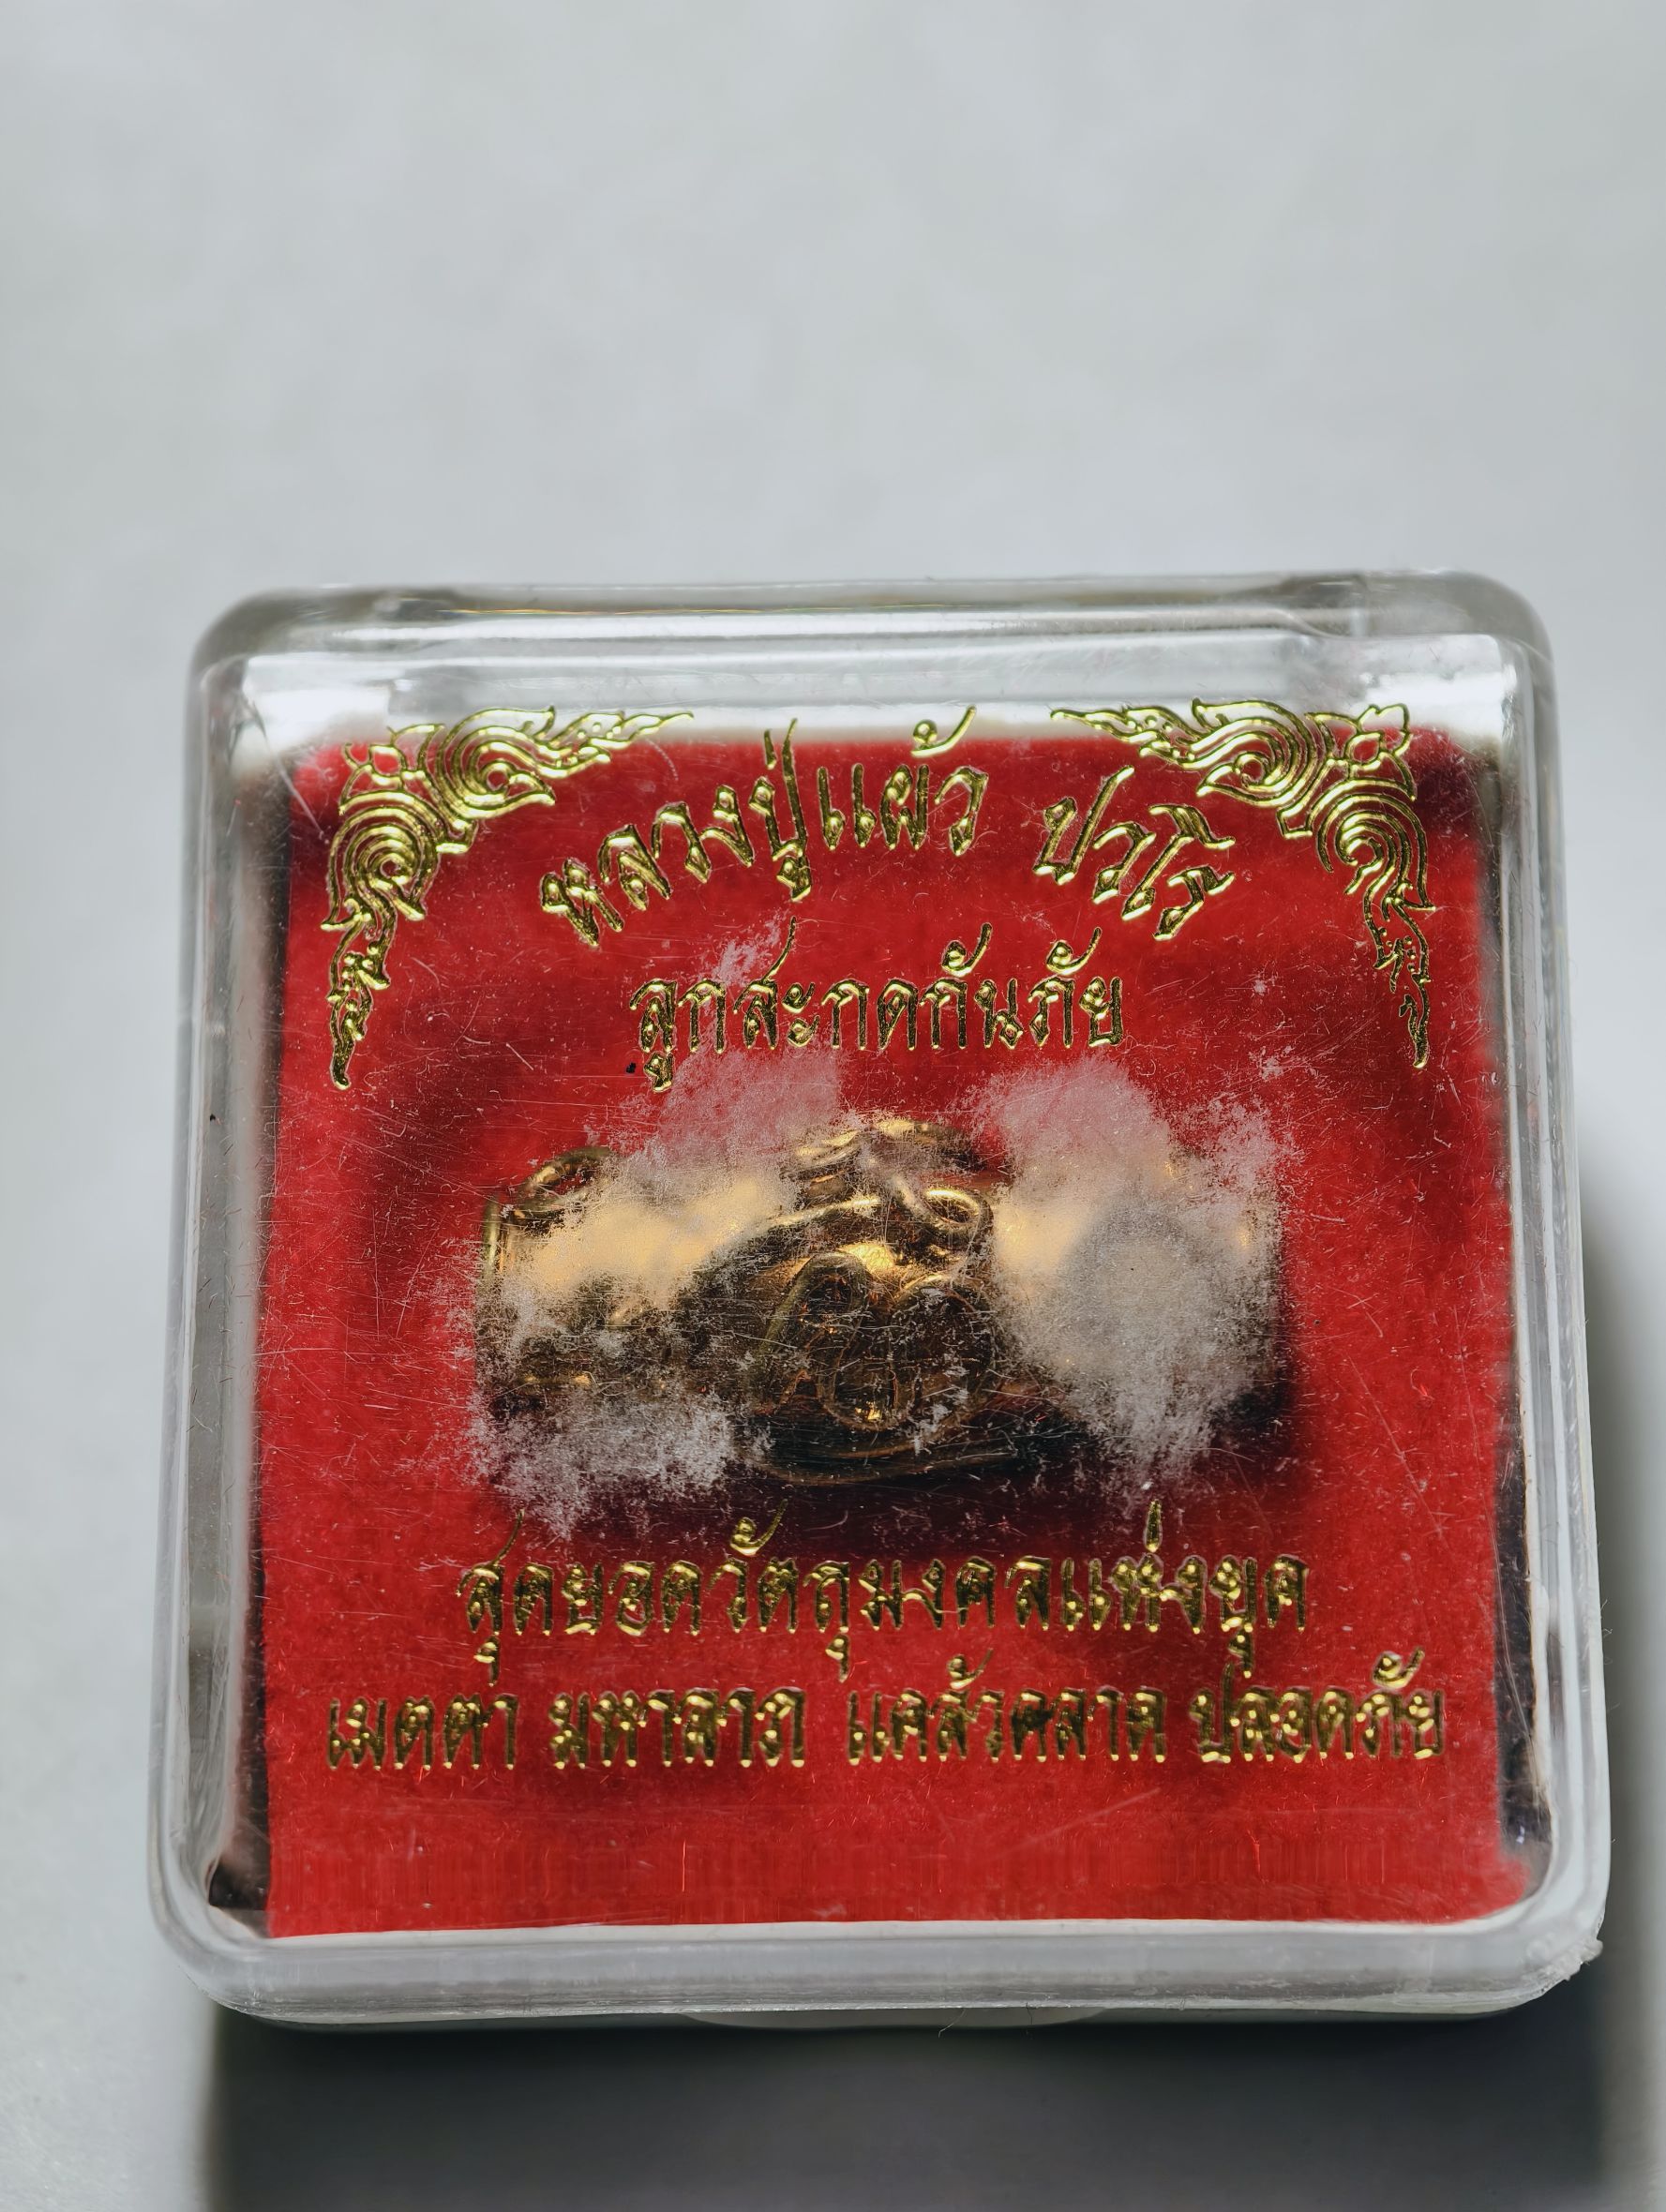 หลวงปู่แผ้ว ปวโร
ลูกสะกดกันภัย
สุดยอดวัตถุมงคลแห่งยุค
เมตตา มหาลาภ แคล้วคลาด ปลอดภัย